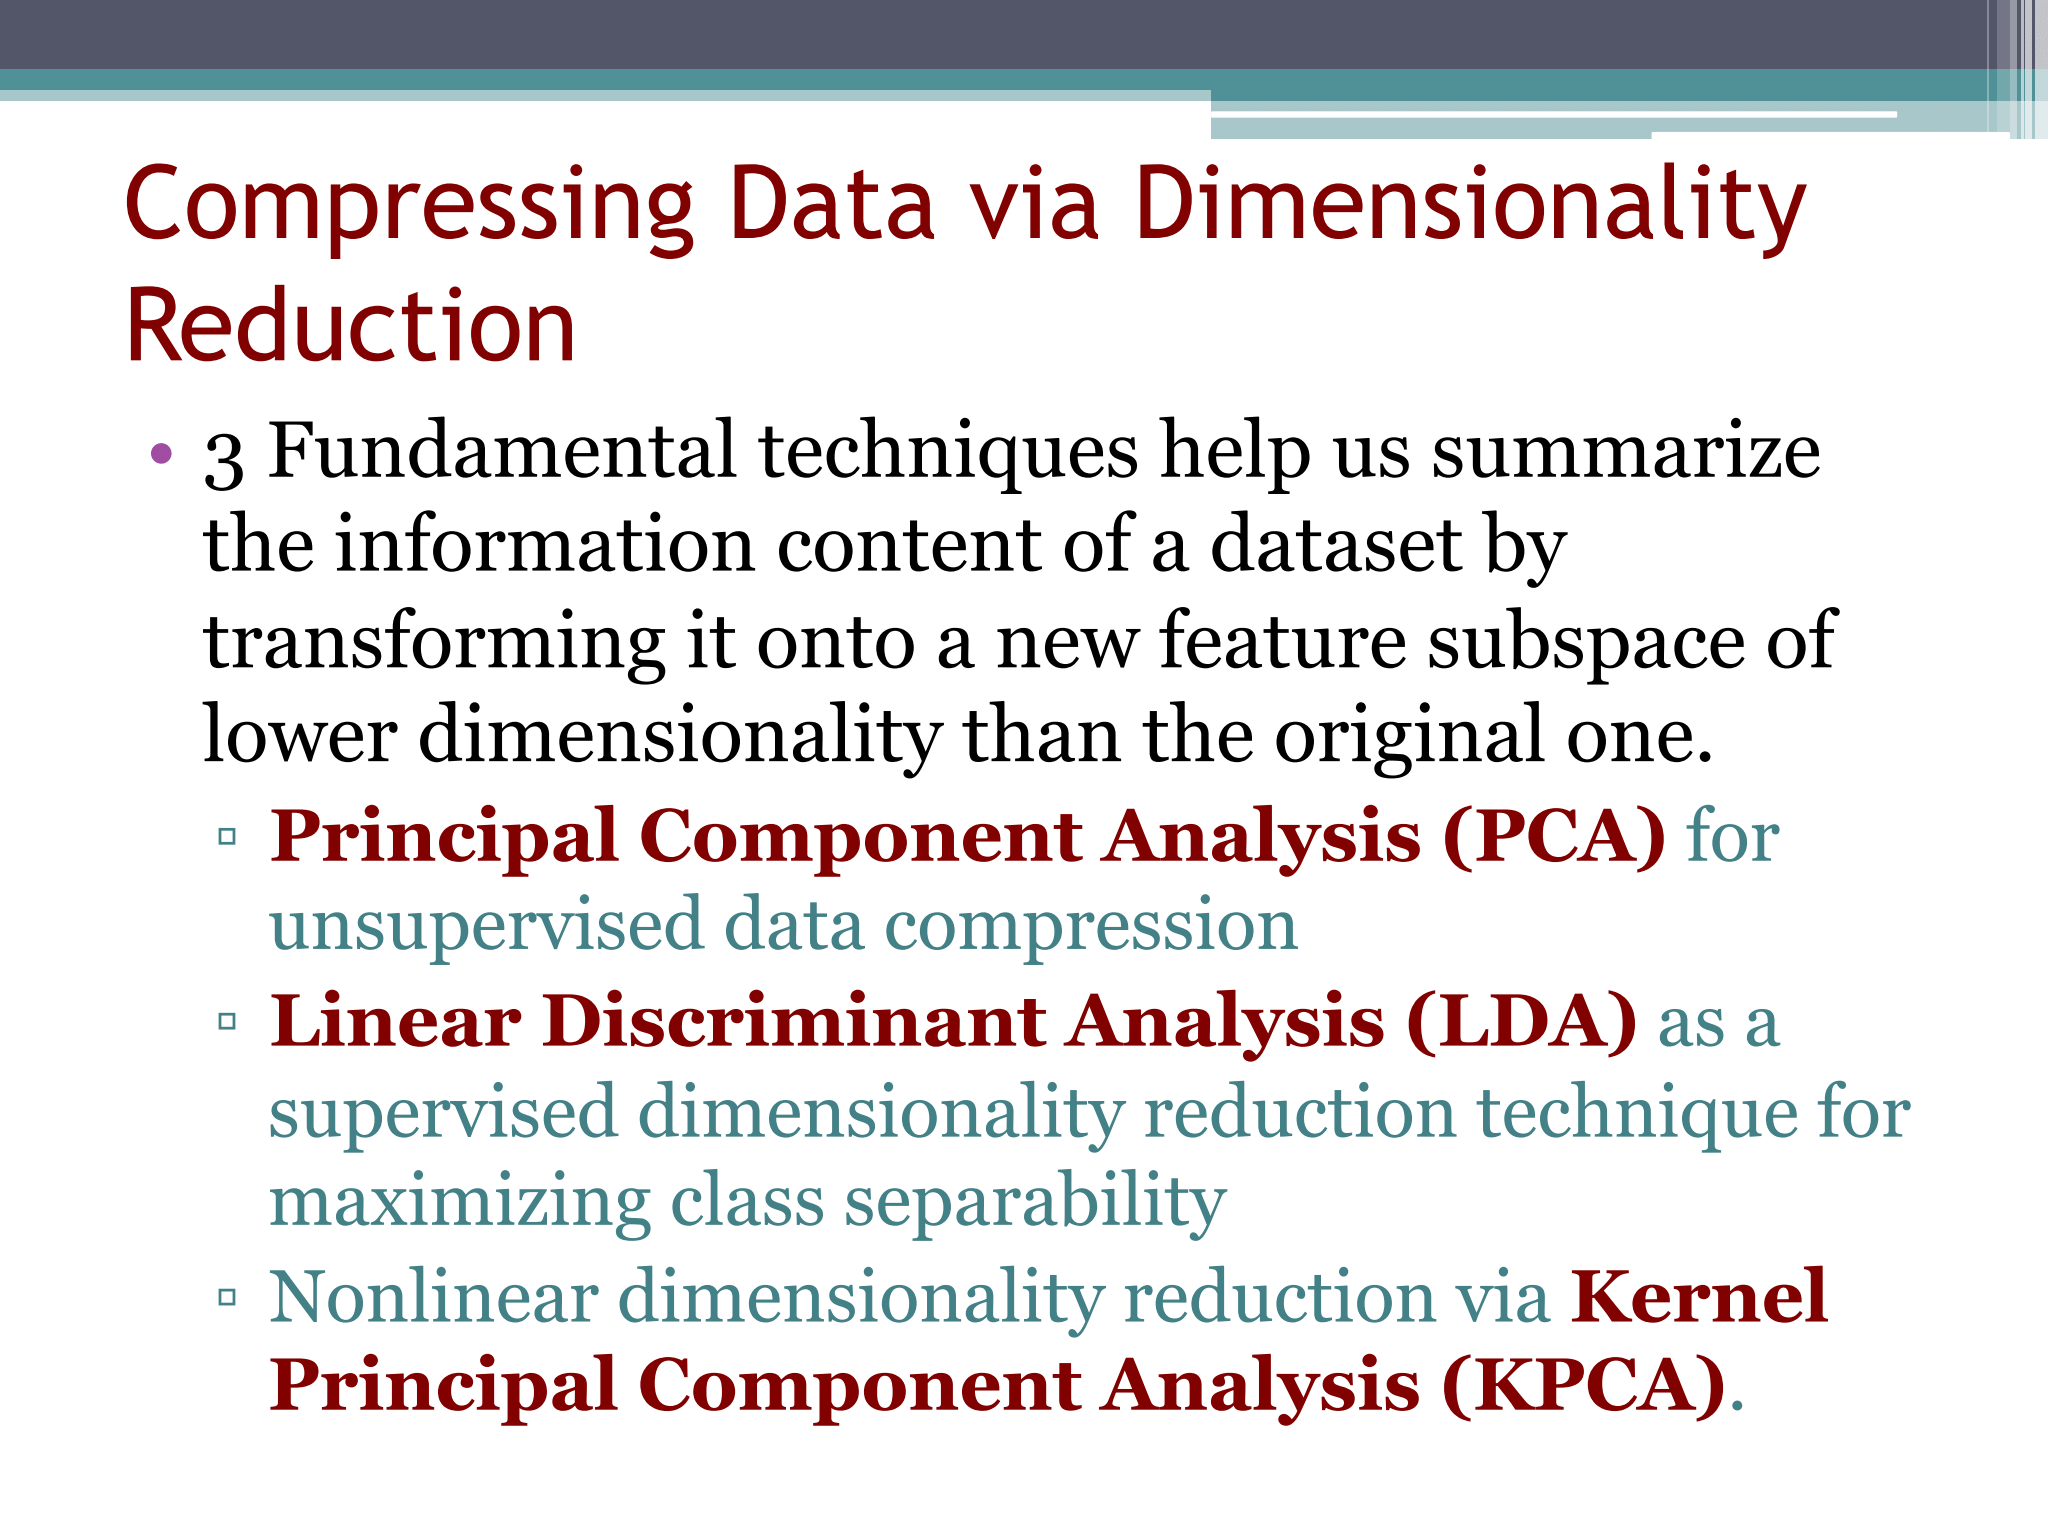 Compressing Data via Dimensionality
Reduction
• 3 Fundamental techniques help us summarize
the information content of a dataset by
transforming it onto a new feature subspace of
lower dimensionality than the original one.
▫ Principal Component Analysis (PCA) for
unsupervised data compression
▫ Linear Discriminant Analysis (LDA) as a
supervised dimensionality reduction technique for
maximizing class separability
▫ Nonlinear dimensionality reduction via Kernel
Principal Component Analysis (KPCA).